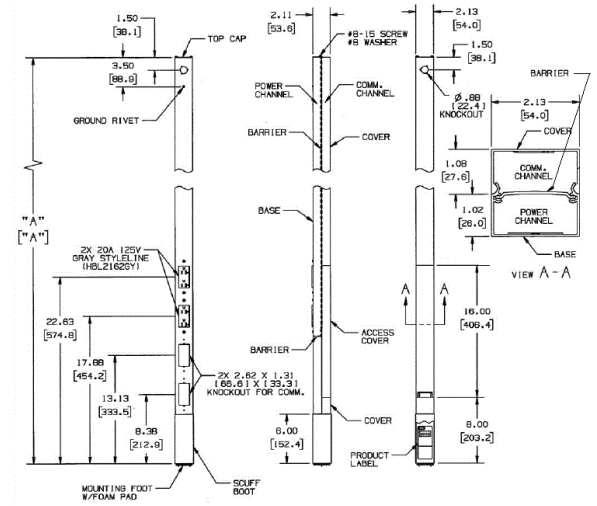 1.50
[38.1]
TOP CAP
3.50
[88.9]
GROUND RIVET
"A"
["A"]
2X 20A 125V
GRAY STYLELINE
(HBL2162GY)
22.63
[574.8]
17.88
[454.2]
13.13
[333.5]
8.38
[212.9]
2X 2.62 X 1.31
[66.6] X [33.3]
KNOCKOUT FOR COMM.
MOUNTING FOOT
W/FOAM PAD
SCUFF
BOOT
2.11
[53.6]
#8-15 SCREW
#8 WASHER
POWER
CHANNEL
COMM.
CHANNEL
BARRIER
COVER
BASE
BARRIER
ACCESS
COVER
COVER
6.00
[152.4]
2.13
[54.0]
1.50
[38.1]
Ø.88
[22.4]
KNOCKOUT
A
A
16.00
[406.4]
8.00
[203.2]
PRODUCT
LABEL
BARRIER
2.13
[54.0]
COVER
1.08
[27.6]
COMM.
CHANNEL
1.02
[26.0]
POWER
CHANNEL
BASE
VIEW A-A